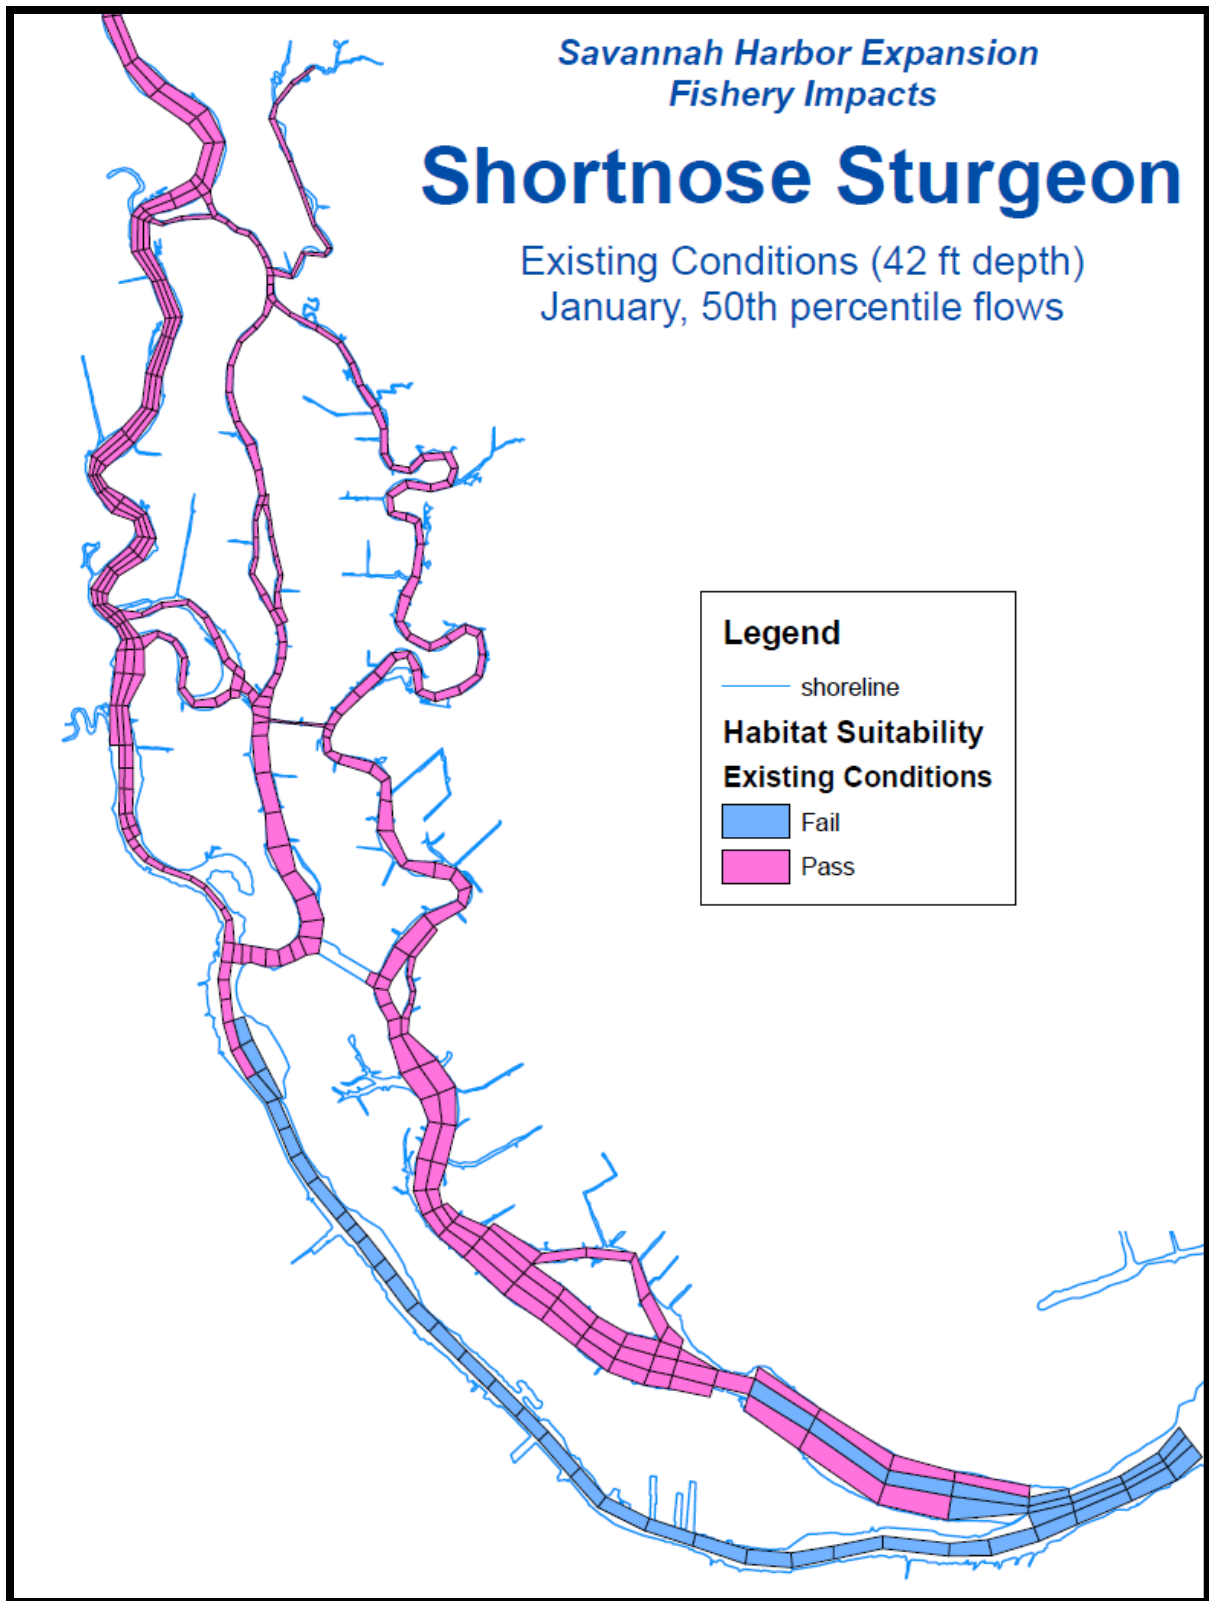 Savannah Harbor Expansion
Fishery Impacts
Shortnose Sturgeon
Existing Conditions (42 ft depth)
January, 50th percentile flows
Legend
shoreline
Habitat Suitability
Existing Conditions
Fail
Pass